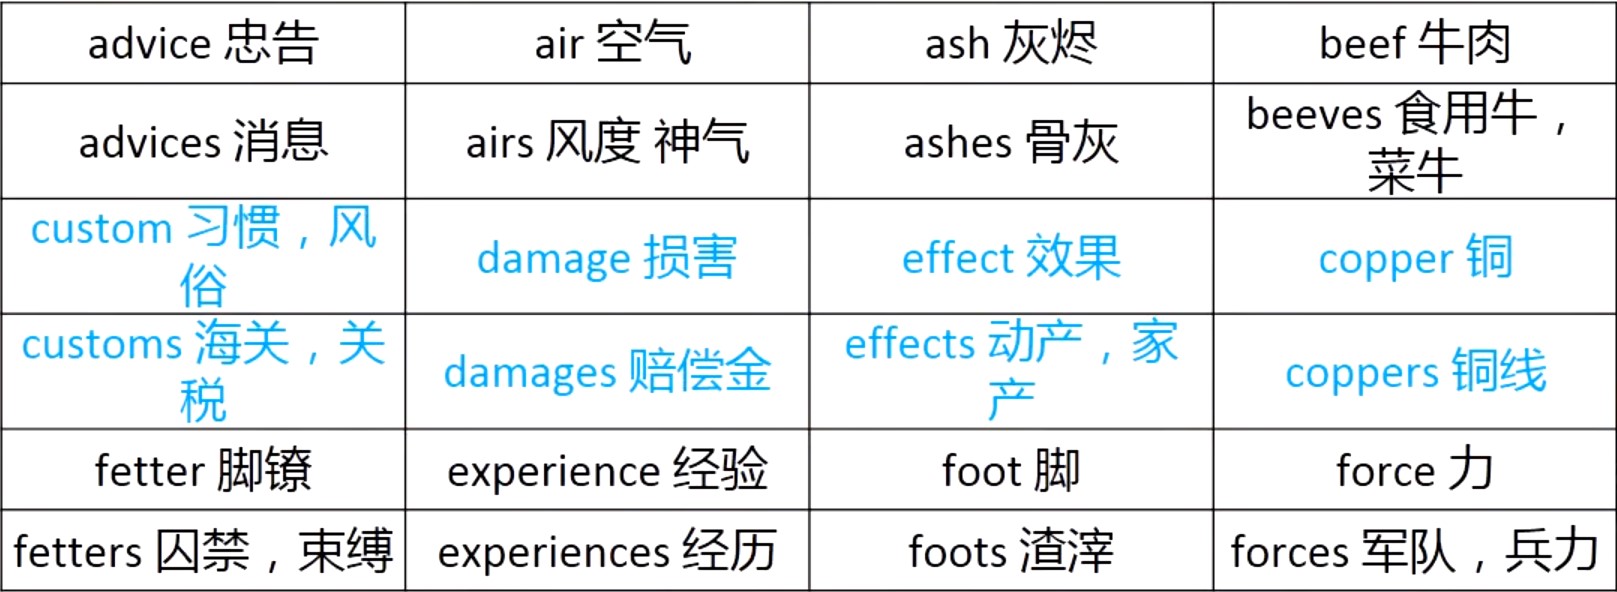 advice 忠告 air 空气 ash 灰烬 beef 牛肉
advices 消息 airs 风度 神气 ashes 骨灰 beeves 食用牛，
菜牛
custom 习惯，风
俗 damage 损害 effect 效果 copper 铜
customs 海关，关
税 damages 赔偿金 effects 动产，家
产 coppers 铜线
fetter 脚镣 experience 经验 foot 脚 force 力
fetters 囚禁，束缚 experiences 经历 foots 渣滓 forces 军队，兵力